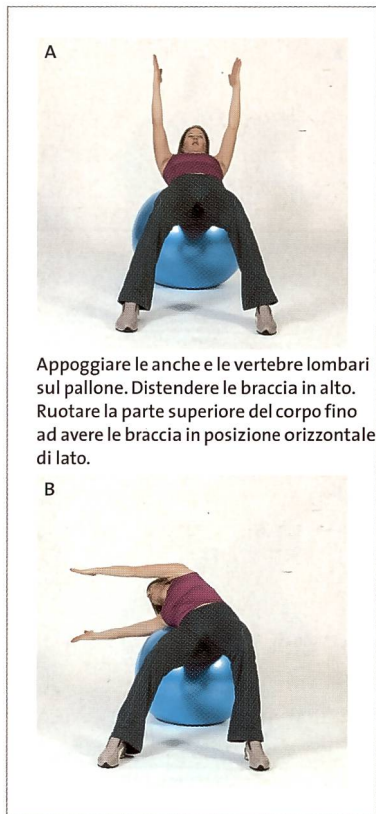 A
Appoggiare le anche e le vertebre lombari
sul pallone. Distendere le braccia in alto.
Ruotare la parte superiore del corpo fino
ad avere le braccia in posizione orizzontale
di lato.
B